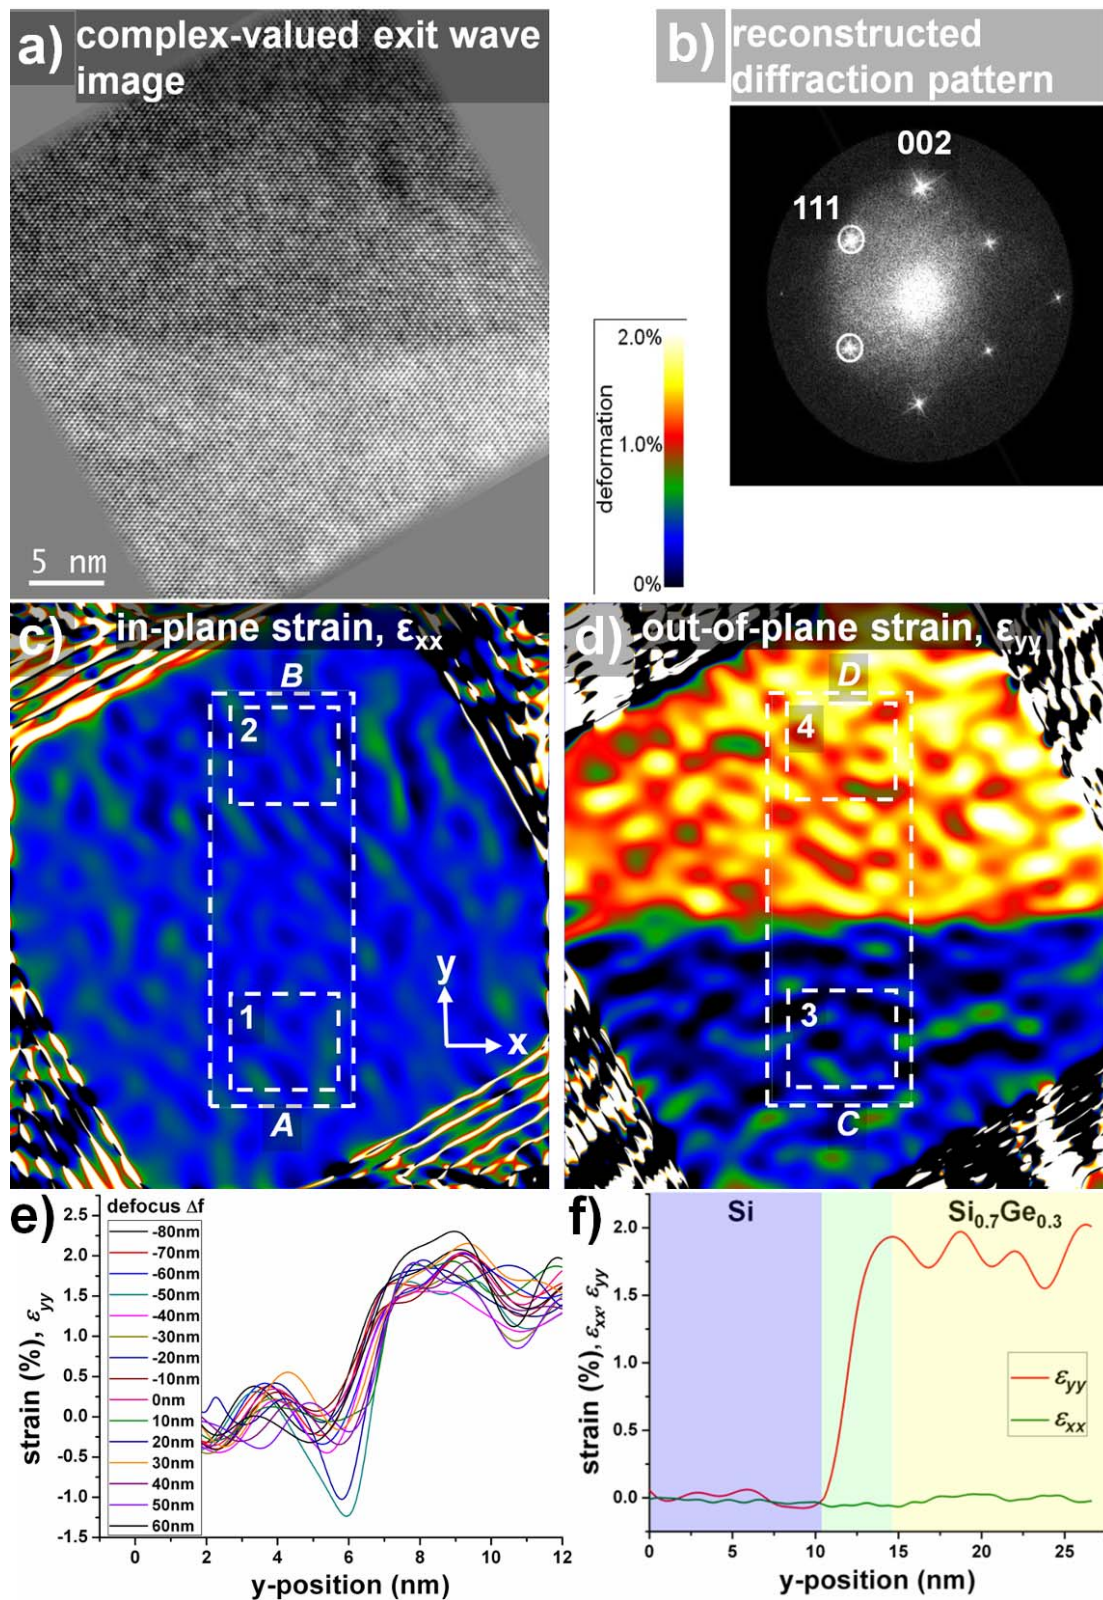 a) complex-valued exit wave
image
5 nm
b) reconstructed
diffraction pattern
002
111
deformation
2.0%
1.0%
0%
c) in-plane strain, εxx
B
2
1
A
y
x
d) out-of-plane strain, εyy
D
4
3
C
e)
defocus Δf
-80nm
-70nm
-60nm
-50nm
-40nm
-30nm
-20nm
-10nm
0nm
10nm
20nm
30nm
40nm
50nm
60nm
strain (%), εyy
2.5
2.0
1.5
1.0
0.5
0.0
-0.5
-1.0
-1.5
0 2 4 6 8 10 12
y-position (nm)
f)
Si
Si0.7Ge0.3
strain (%), εxx, εyy
2.0
1.5
1.0
0.5
0.0
εyy
εxx
0 5 10 15 20 25
y-position (nm)